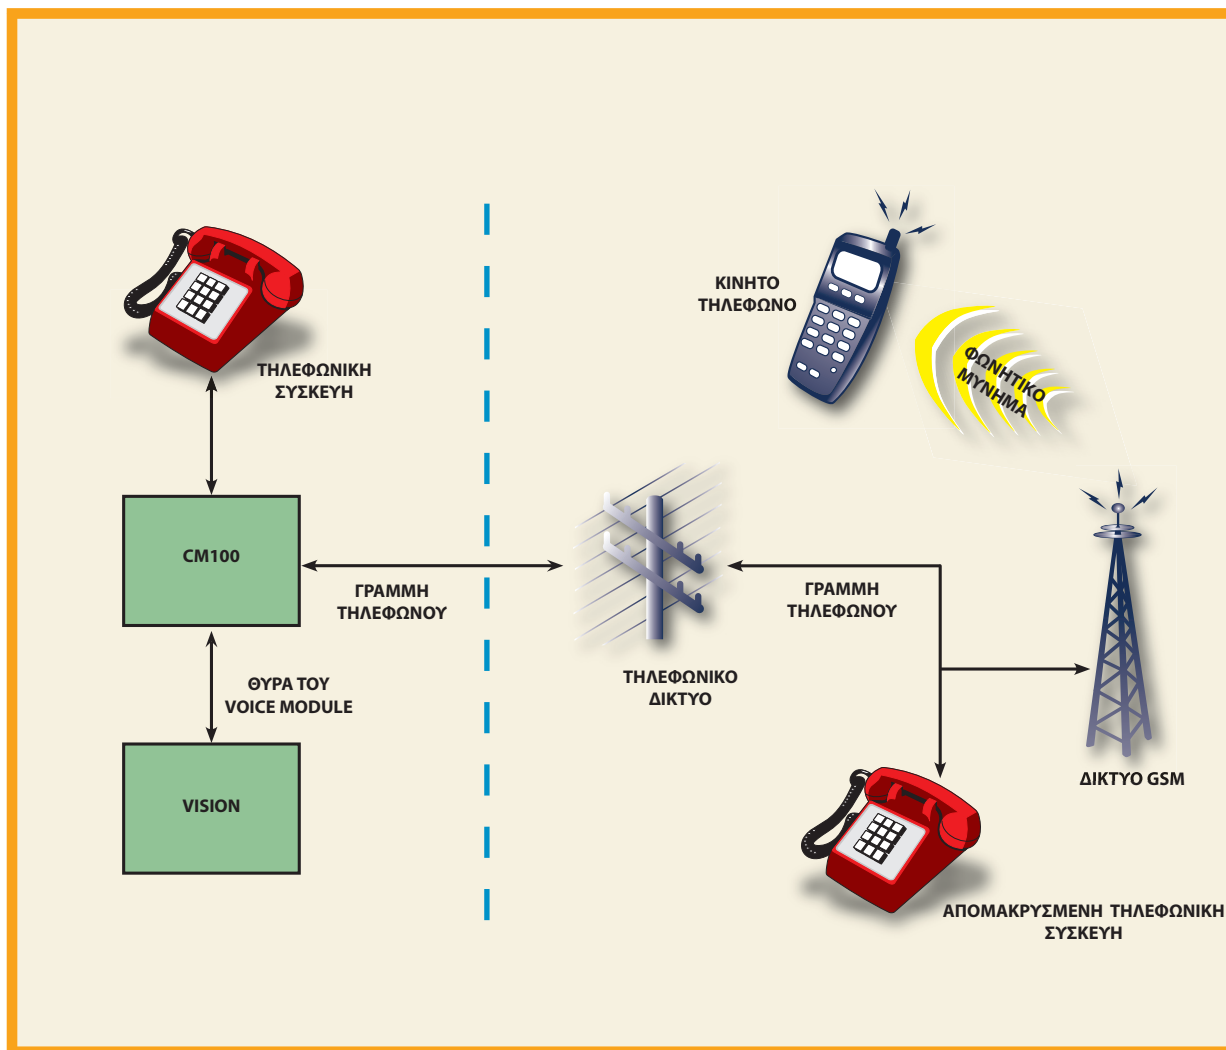 ΚΙΝΗΤΟ
ΤΗΛΕΦΩΝΟ
ΦΩΝΗΤΙΚΟ
ΜΥΝΗΜΑ
ΤΗΛΕΦΩΝΙΚΗ
ΣΥΣΚΕΥΗ
CM100
ΓΡΑΜΜΗ
ΤΗΛΕΦΩΝΟΥ
ΓΡΑΜΜΗ
ΤΗΛΕΦΩΝΟΥ
ΘΥΡΑ ΤΟΥ
VOICE MODULE
ΤΗΛΕΦΩΝΙΚΟ
ΔΙΚΤΥΟ
VISION
ΔΙΚΤΥΟ GSM
ΑΠΟΜΑΚΡΥΣΜΕΝΗ ΤΗΛΕΦΩΝΙΚΗ
ΣΥΣΚΕΥΗ